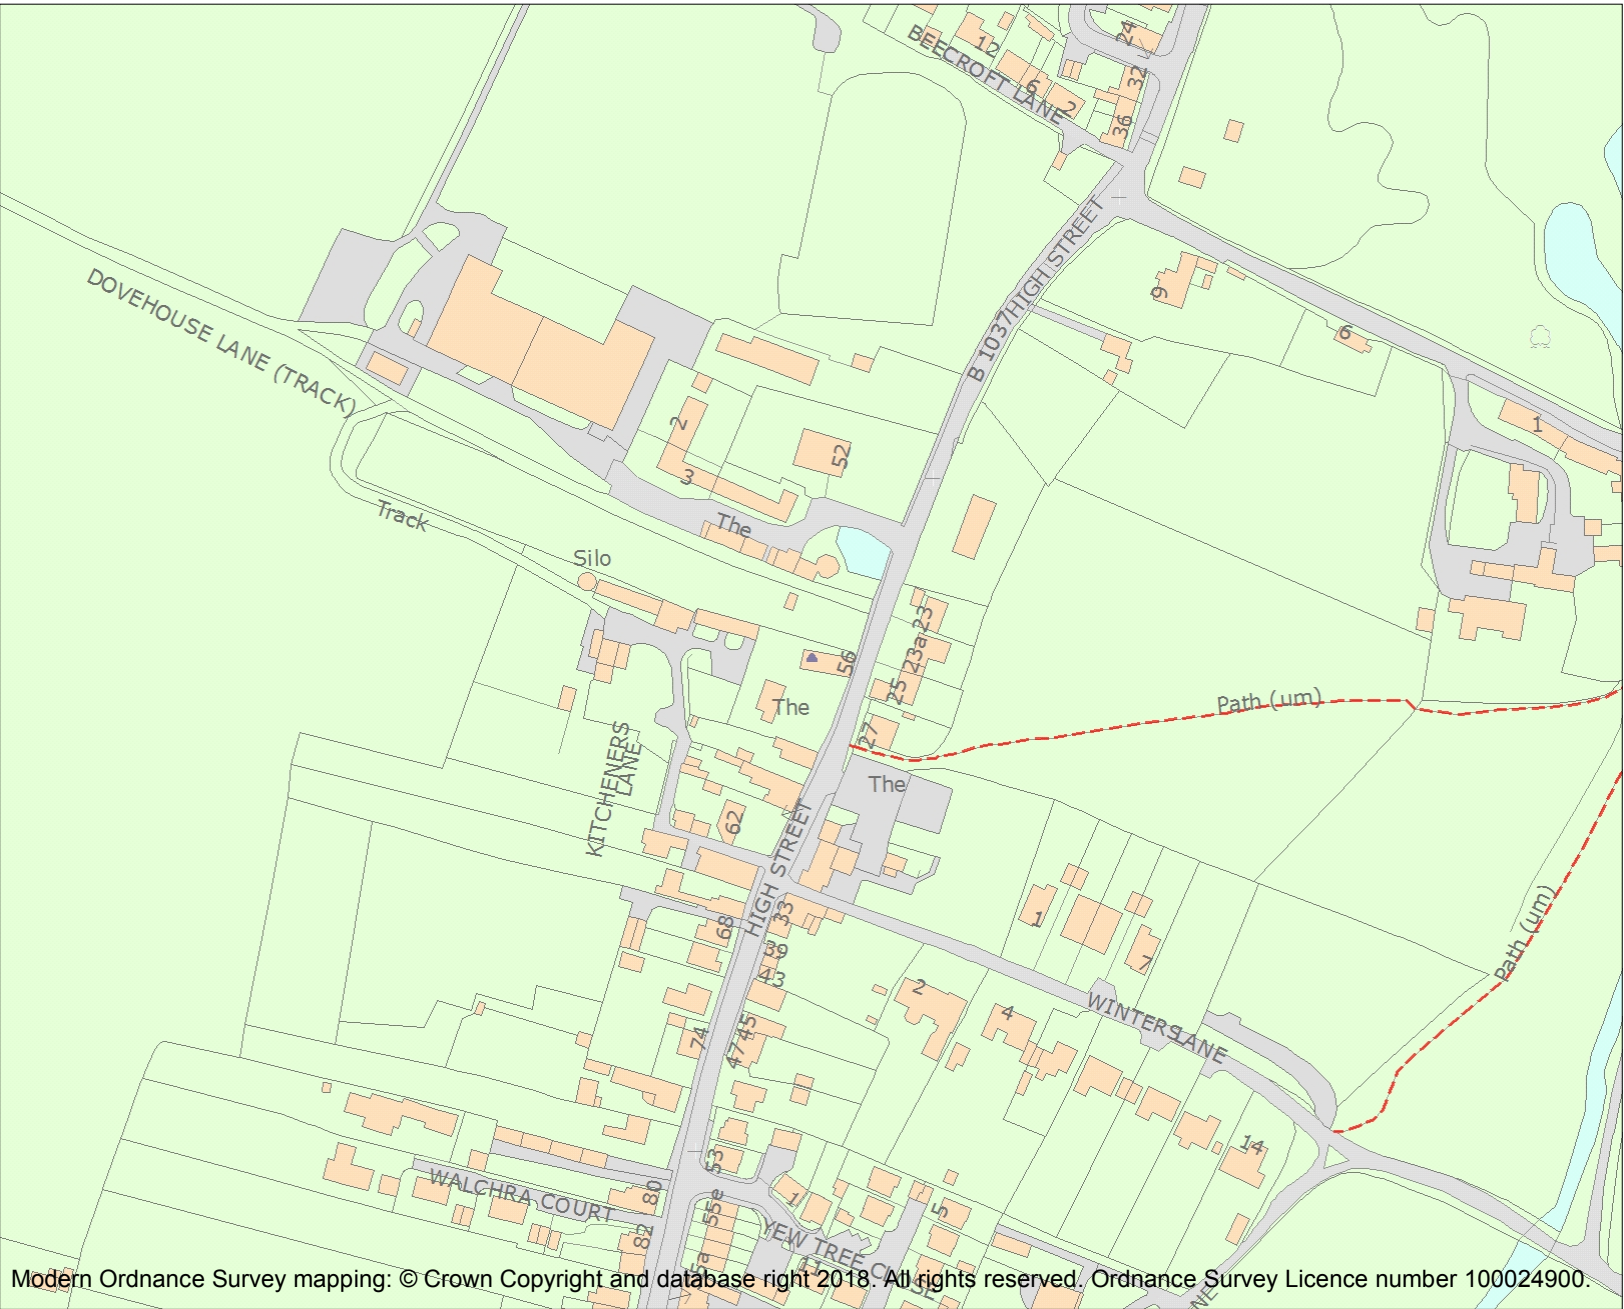 24
BEECROFT LANE
12
6
2
32
36
B 1037
HIGH STREET
9
6
1
DOVEHOUSE LANE (TRACK)
2
3
52
The
Track
Silo
23
23a
25
27
56
The
Path (um)
The
KITCHENERS
LANE
62
HIGH STREET
33
68
39
43
45
47
74
1
7
2
4
WINTERS LANE
14
Path (um)
WALCHRA COURT
80
82
53
55e
1
5
YEW TREE CLOSE
11
Modern Ordnance Survey mapping: © Crown Copyright and database right 2018. All rights reserved. Ordnance Survey Licence number 100024900.